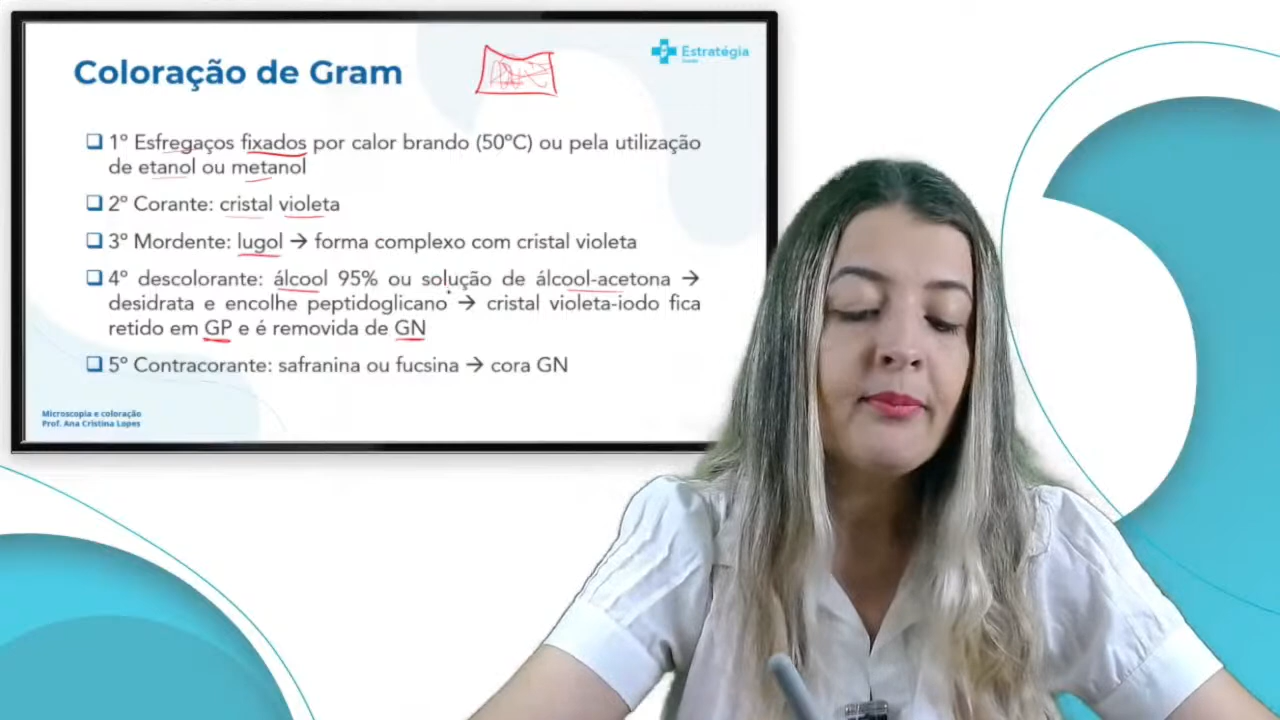 Coloração de Gram
Estratégia
1º Esfregaços fixados por calor brando (50ºC) ou pela utilização
de etanol ou metanol
2º Corante: cristal violeta
3º Mordente: lugol → forma complexo com cristal violeta
4º descolorante: álcool 95% ou solução de álcool-acetona →
desidrata e encolhe peptidoglicano → cristal violeta-iodo fica
retido em GP e é removida de GN
5º Contracorante: safranina ou fucsina → cora GN
Microscopia e coloração
Prof. Ana Cristina Lopes